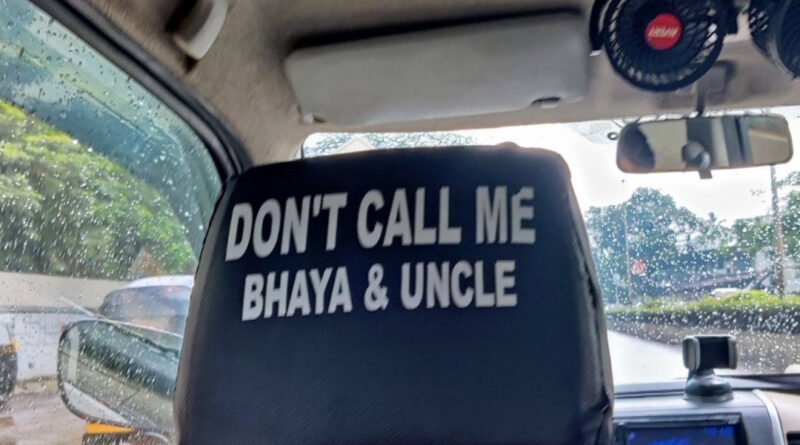 DON'T CALL ME
BHAYA & UNCLE